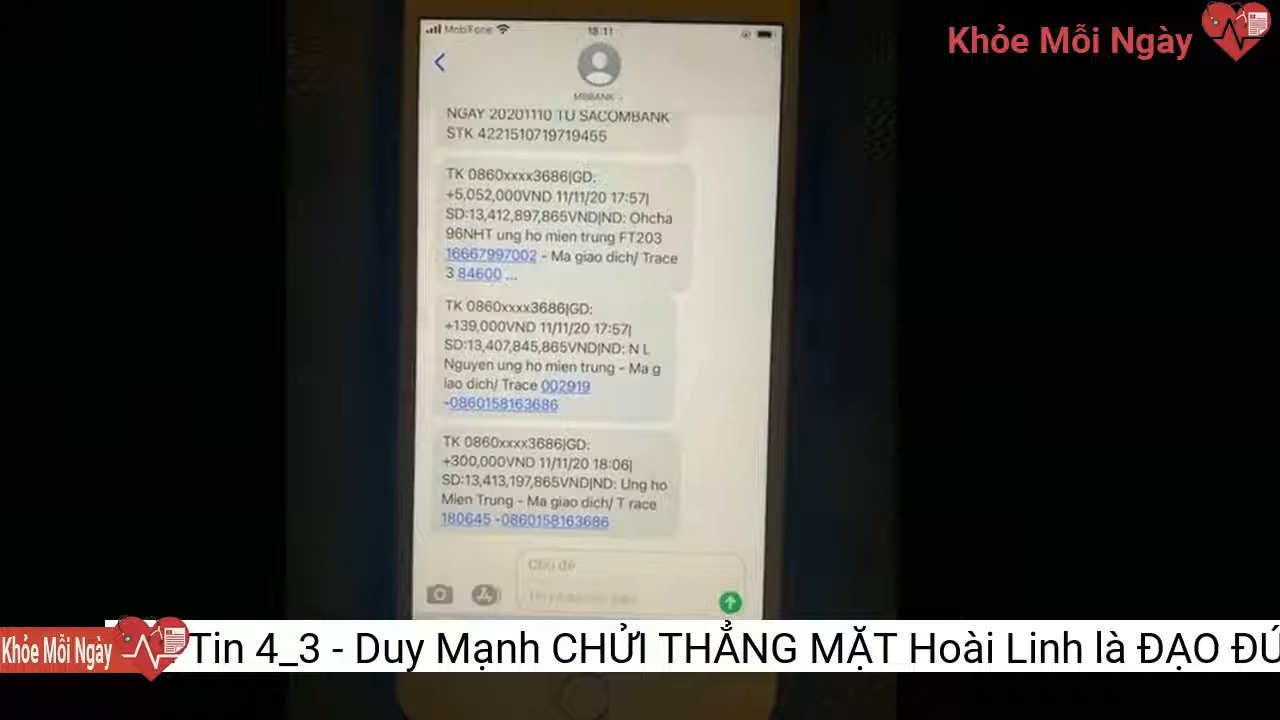 MobiFone
18:11
Khỏe Mỗi Ngày
MBBANK
NGAY 20201110 TU SACOMBANK
STK 4221510719719455
TK 0860xxxx3686|GD:
+5,052,000VND 11/11/20 17:57|
SD:13,412,897,865VND|ND: Ohcha
96NHT ung ho mien trung FT203
16667997002 - Ma giao dich/ Trace
3 84600 ...
TK 0860xxxx3686|GD:
+139,000VND 11/11/20 17:57|
SD:13,407,845,865VND|ND: N L
Nguyen ung ho mien trung - Ma g
iao dich/ Trace 002919
-0860158163686
TK 0860xxxx3686|GD:
+300,000VND 11/11/20 18:06|
SD:13,413,197,865VND|ND: Ung ho
Mien Trung - Ma giao dich/ T race
180645 -0860158163686
Chủ đề
Khỏe Mỗi Ngày
Tin 4_3 - Duy Mạnh CHỬI THẲNG MẶT Hoài Linh là ĐẠO ĐỨ